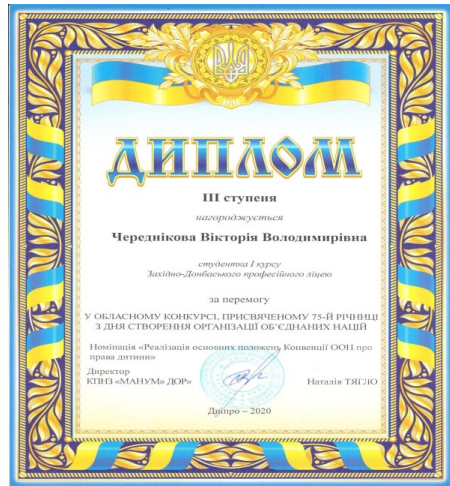 ДИПЛОМ
ІІІ ступеня
нагороджується
Череднікова Вікторія Володимирівна
студентка І курсу
Західно-Донбаського професійного ліцею
за перемогу
У ОБЛАСНОМУ КОНКУРСІ, ПРИСВЯЧЕНОМУ 75-Й РІЧНИЦІ
З ДНЯ СТВОРЕННЯ ОРГАНІЗАЦІЇ ОБ’ЄДНАНИХ НАЦІЙ
Номінація «Реалізація основних положень Конвенції ООН про
права дитини»
Директор
КПНЗ «МАНУМ» ДОР» Наталія ТЯГЛО
Дніпро – 2020